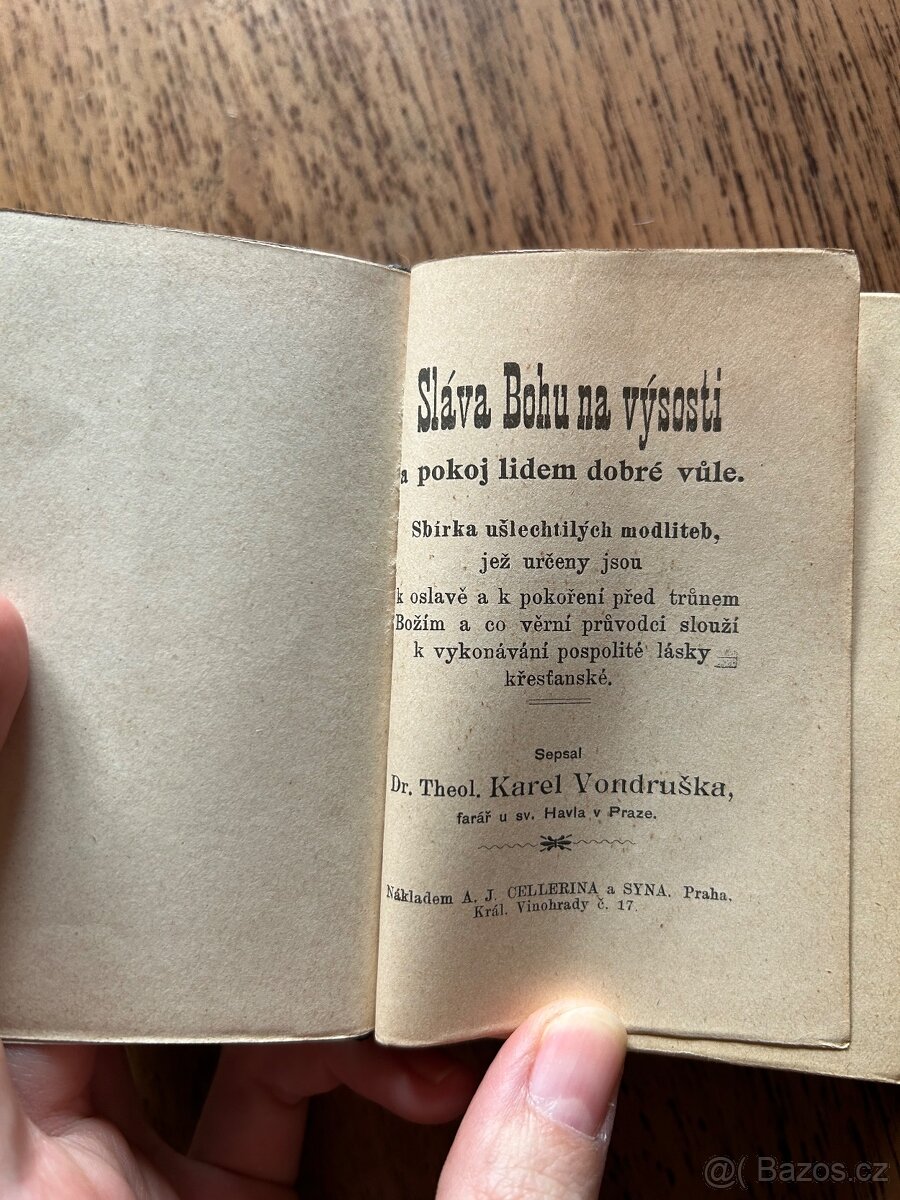 Sláva Bohu na výsosti
a pokoj lidem dobré vůle.
Sbírka ušlechtilých modliteb,
jež určeny jsou
k oslavě a k pokoření před trůnem
Božím a co věrní průvodci slouží
k vykonávání pospolité lásky
křesťanské.
Sepsal
Dr. Theol. Karel Vondruška,
farář u sv. Havla v Praze.
Nákladem A. J. CELLERINA a SYNA. Praha,
Král. Vinohrady č. 17.
@( Bazos.cz